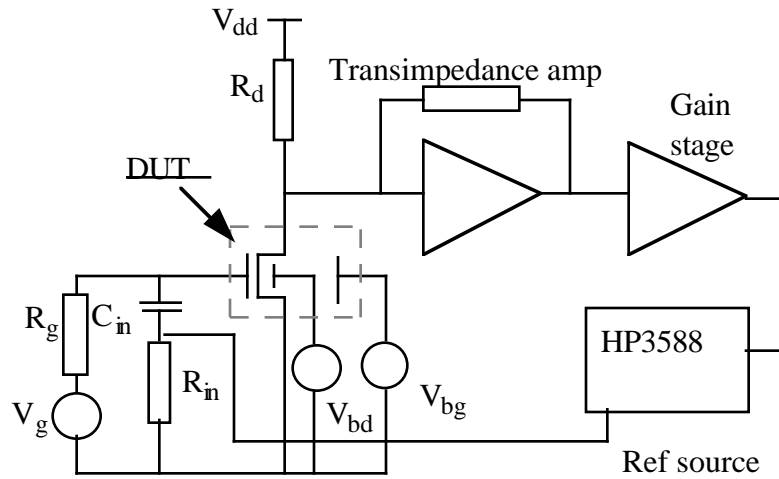 V_dd
R_d
Transimpedance amp
Gain
stage
DUT
R_g
C_in
R_in
V_g
V_bd
V_bg
HP3588
Ref source